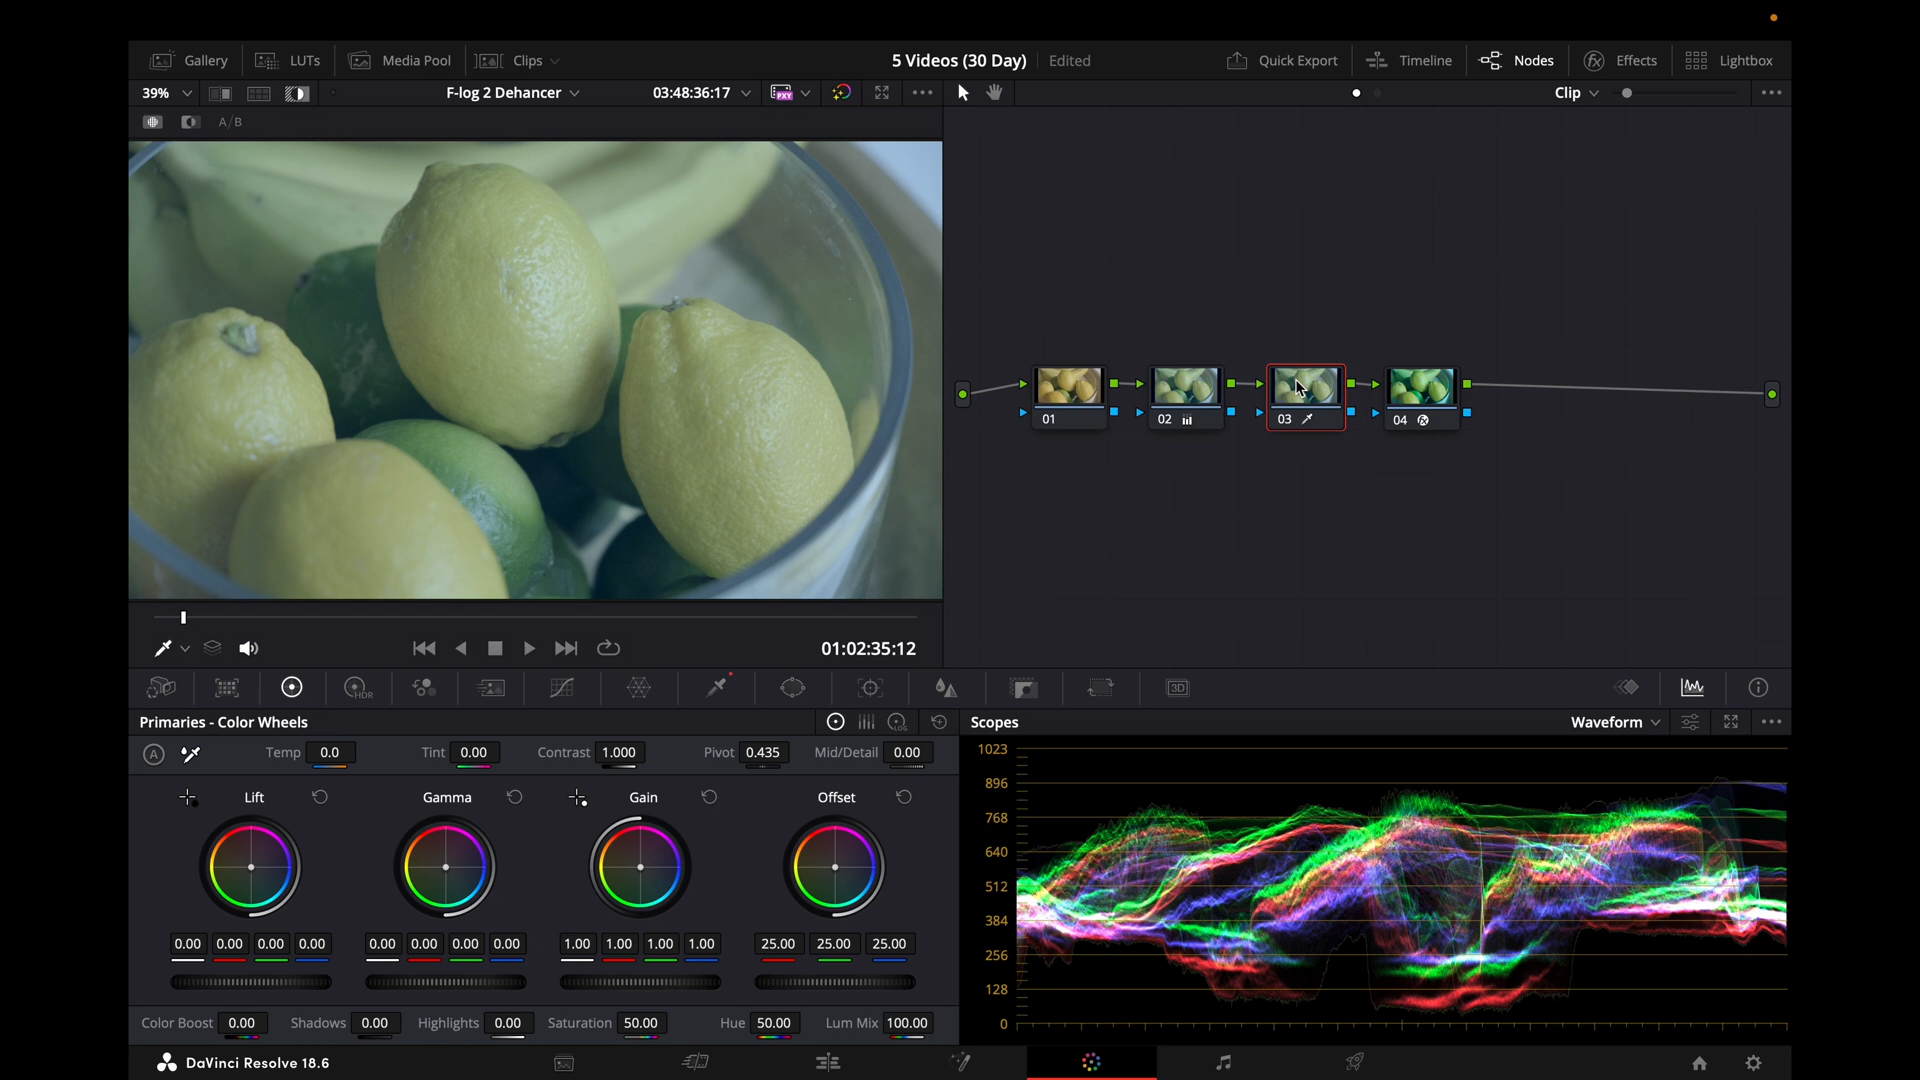 Gallery LUTs Media Pool Clips 5 Videos (30 Day) Edited Quick Export Timeline Nodes Effects Lightbox
39% F-log 2 Dehancer 03:48:36:17 PXY Clip
A/B
01 02 03 04
01:02:35:12
HDR 3D
Primaries - Color Wheels LOG Scopes Waveform
A Temp 0.0 Tint 0.00 Contrast 1.000 Pivot 0.435 Mid/Detail 0.00
Lift Gamma Gain Offset
0.00 0.00 0.00 0.00 0.00 0.00 0.00 0.00 1.00 1.00 1.00 1.00 25.00 25.00 25.00
Color Boost 0.00 Shadows 0.00 Highlights 0.00 Saturation 50.00 Hue 50.00 Lum Mix 100.00
1023
896
768
640
512
384
256
128
0
DaVinci Resolve 18.6